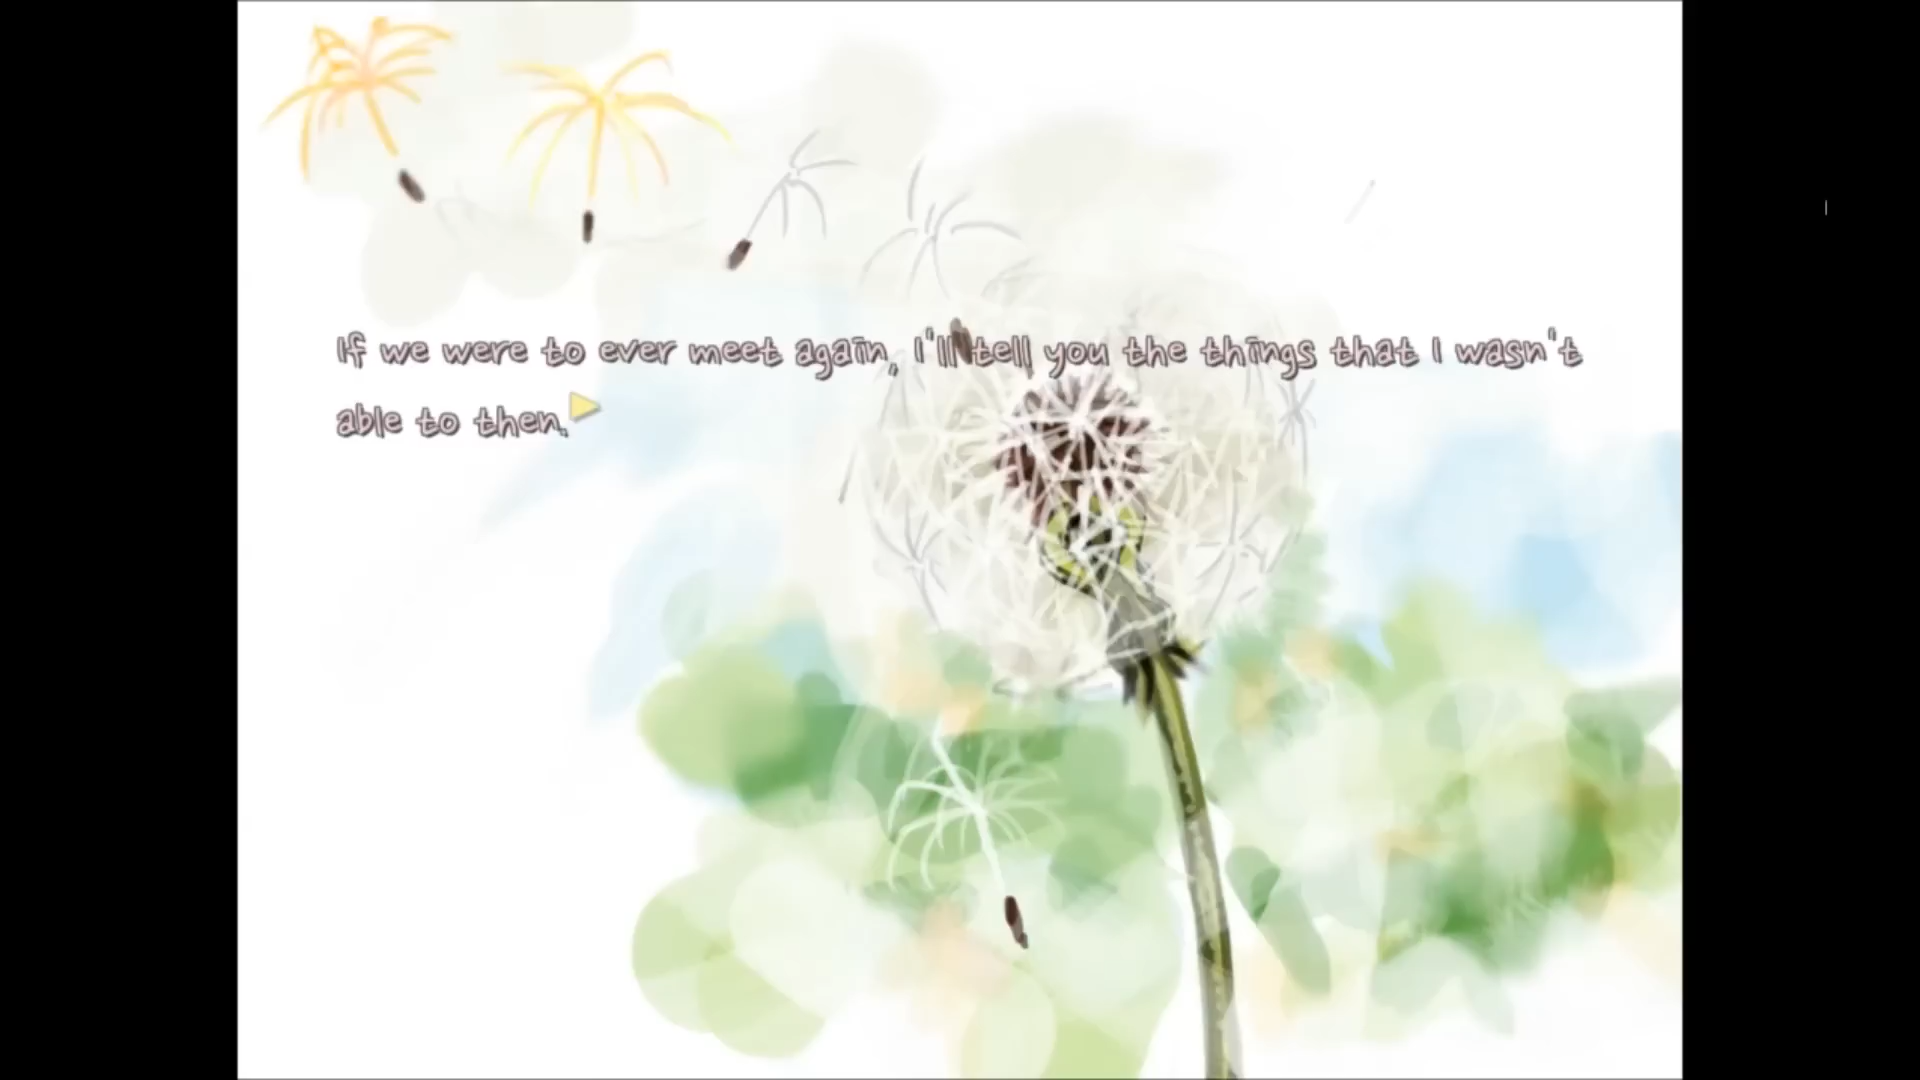 If we were to ever meet again, I'll tell you the things that I wasn't
able to then.